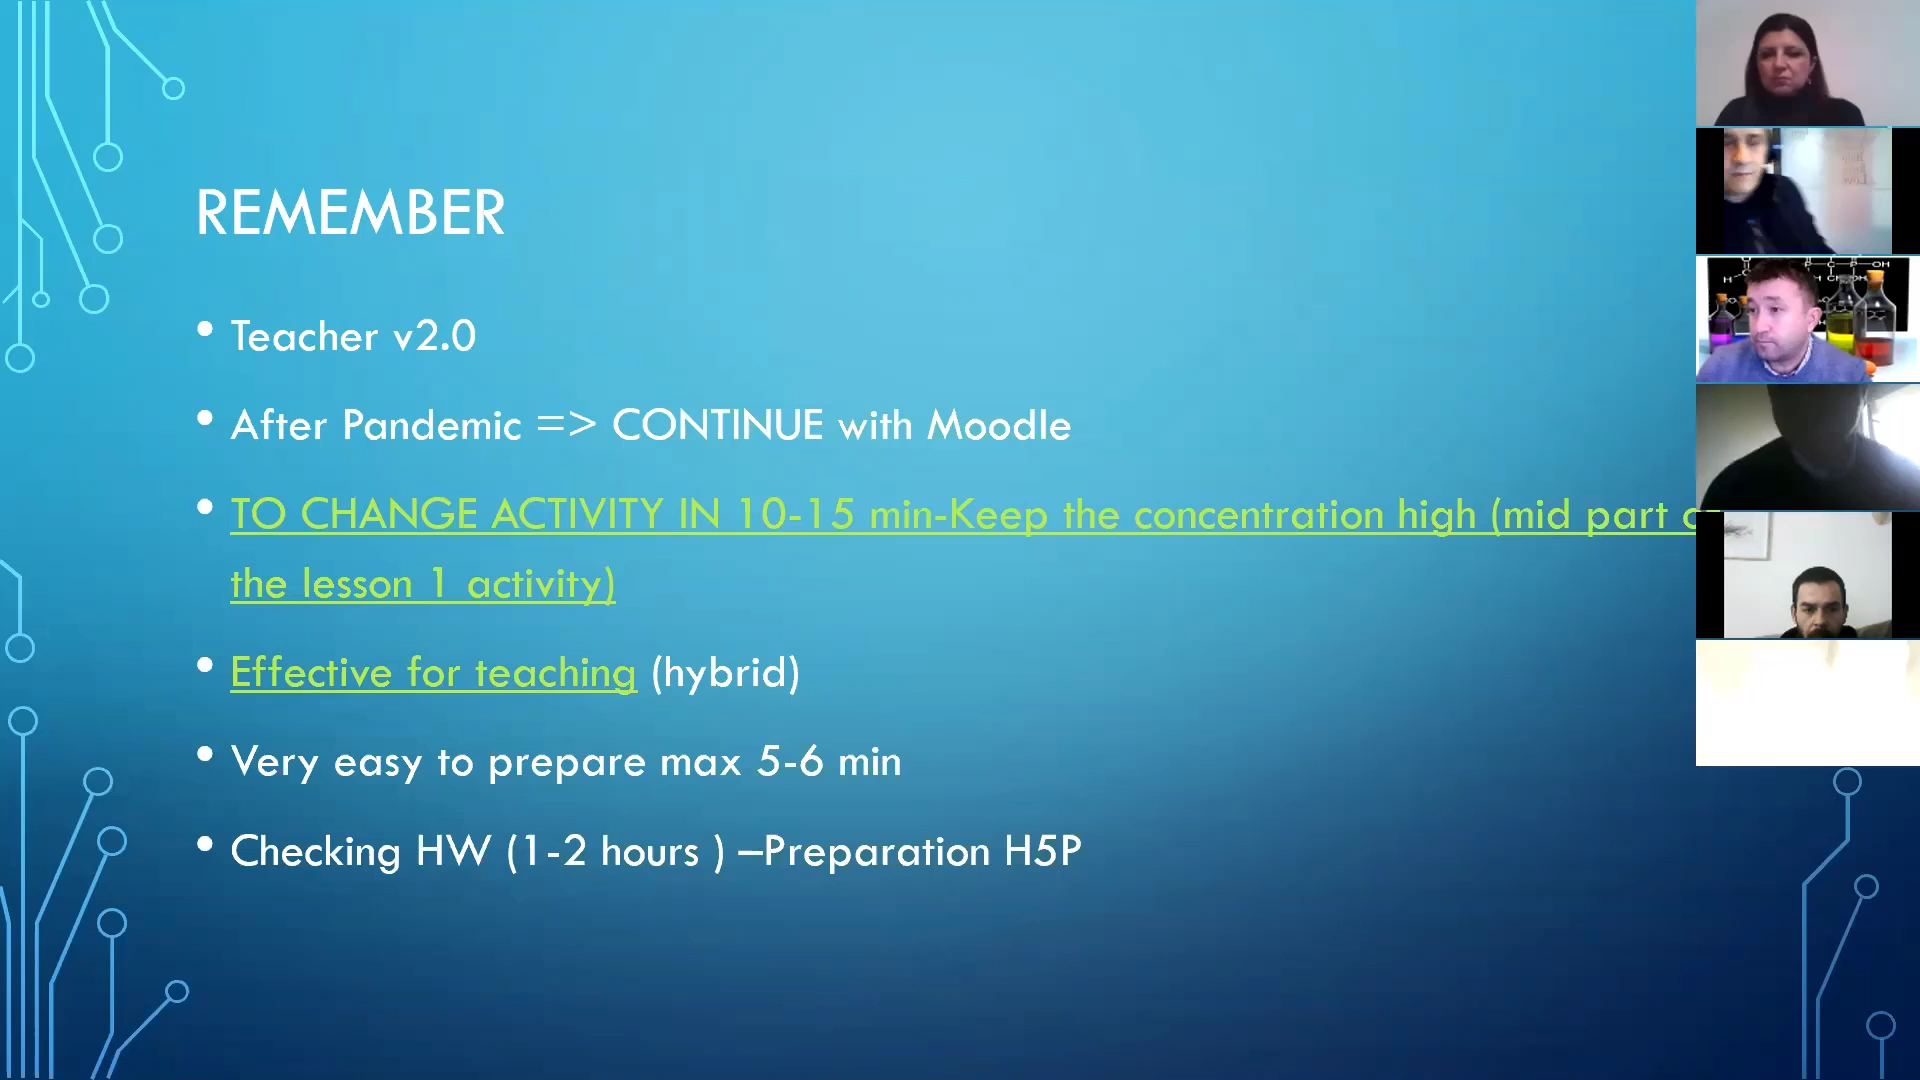 REMEMBER
• Teacher v2.0
• After Pandemic => CONTINUE with Moodle
• TO CHANGE ACTIVITY IN 10-15 min-Keep the concentration high (mid part
the lesson 1 activity)
• Effective for teaching (hybrid)
• Very easy to prepare max 5-6 min
• Checking HW (1-2 hours ) –Preparation H5P